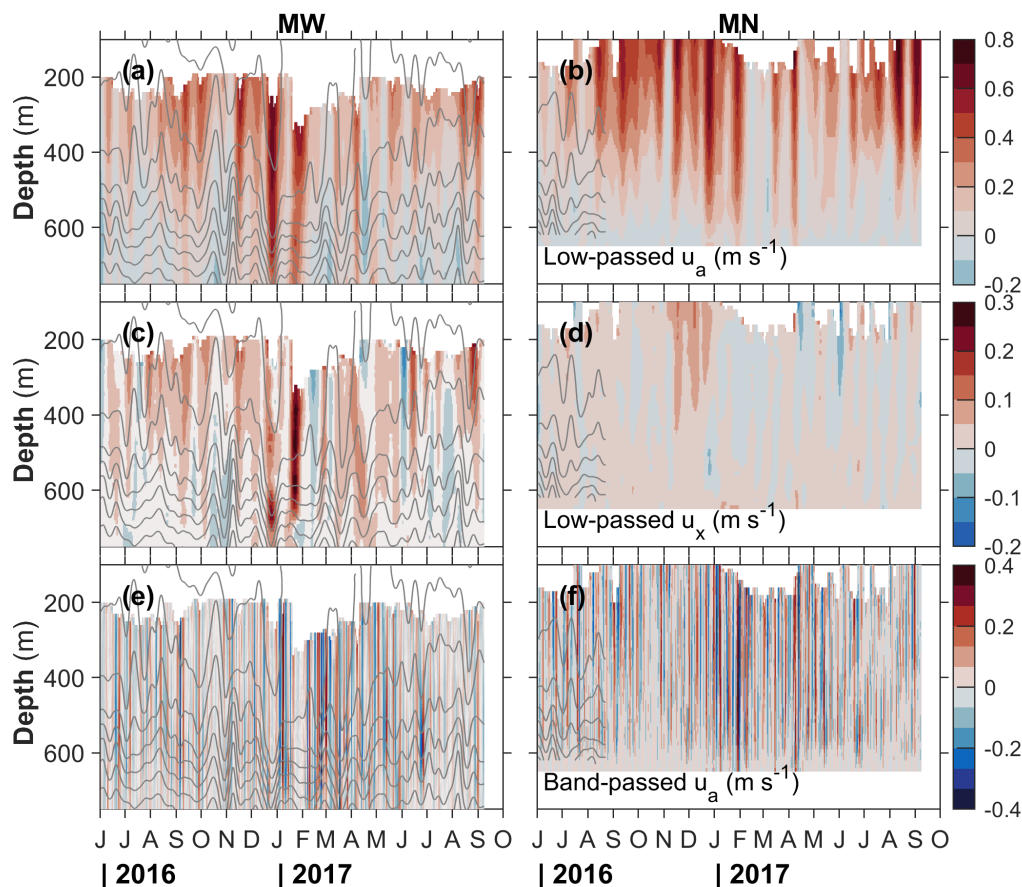 MW MN
(a) (b)
Depth (m)
200
400
600
0.8
0.6
0.4
0.2
0
-0.2
Low-passed u_a (m s^-1)
(c) (d)
Depth (m)
200
400
600
0.3
0.2
0.1
0
-0.1
-0.2
Low-passed u_x (m s^-1)
(e) (f)
Depth (m)
200
400
600
0.4
0.2
0
-0.2
-0.4
Band-passed u_a (m s^-1)
J J A S O N D J F M A M J J A S O
J J A S O N D J F M A M J J A S O
| 2016 | 2017 | 2016 | 2017